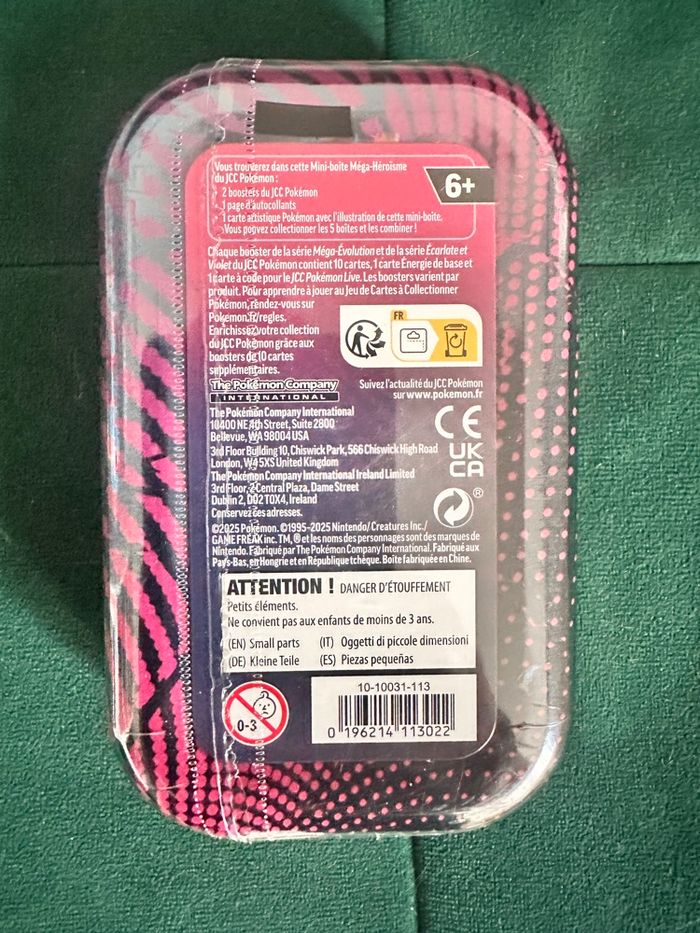 Vous trouverez dans cette Mini-boîte Méga-Héroïsme
du JCC Pokémon :
2 boosters du JCC Pokémon
1 page d'autocollants
1 carte artistique Pokémon avec l'illustration de cette mini-boîte.
Vous pouvez collectionner les 5 boîtes et les combiner !
6+
Chaque booster de la série Méga-Évolution et de la série Écarlate et
Violet du JCC Pokémon contient 10 cartes, 1 carte Énergie de base et
1 carte à code pour le JCC Pokémon Live. Les boosters varient par
produit. Pour apprendre à jouer au Jeu de Cartes à Collectionner
Pokémon, rendez-vous sur
Pokemon.fr/regles.
Enrichissez votre collection
du JCC Pokémon grâce aux
boosters de 10 cartes
supplémentaires.
FR
The Pokémon Company
INTERNATIONAL
Suivez l'actualité du JCC Pokémon
sur www.pokemon.fr
The Pokémon Company International
10400 NE 4th Street, Suite 2800
Bellevue, WA 98004 USA
3rd Floor Building 10, Chiswick Park, 566 Chiswick High Road
London, W4 5XS United Kingdom
The Pokémon Company International Ireland Limited
3rd Floor, 2 Central Plaza, Dame Street
Dublin 2, D02 T0X4, Ireland
Conservez ces adresses.
CE
UK
CA
®
©2025 Pokémon. ©1995–2025 Nintendo/ Creatures Inc./
GAME FREAK inc. TM, ® et les noms des personnages sont des marques de
Nintendo. Fabriqué par The Pokémon Company International. Fabriqué aux
Pays-Bas, en Hongrie et en République tchèque. Boîte fabriquée en Chine.
ATTENTION ! DANGER D'ÉTOUFFEMENT
Petits éléments.
Ne convient pas aux enfants de moins de 3 ans.
(EN) Small parts (IT) Oggetti di piccole dimensioni
(DE) Kleine Teile (ES) Piezas pequeñas
0-3
10-10031-113
0 196214 113022